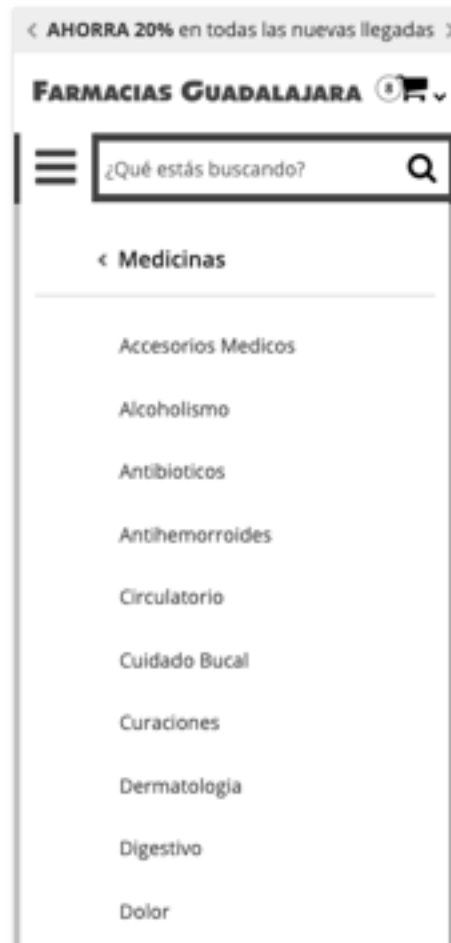 < AHORRA 20% en todas las nuevas llegadas >
FARMACIAS GUADALAJARA 8
¿Qué estás buscando?
< Medicinas
Accesorios Medicos
Alcoholismo
Antibioticos
Antihemorroides
Circulatorio
Cuidado Bucal
Curaciones
Dermatologia
Digestivo
Dolor